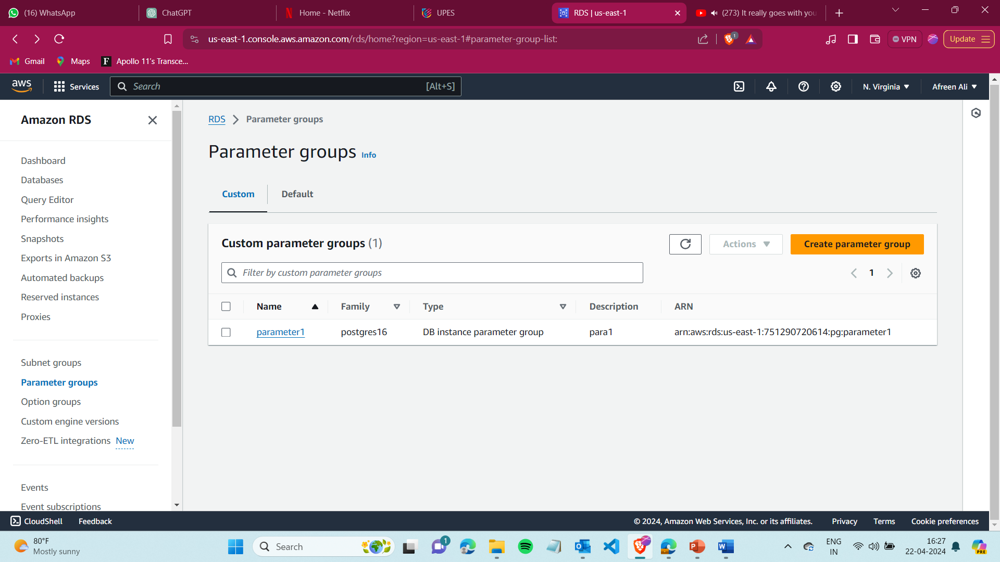 (16) WhatsApp
ChatGPT
Home - Netflix
UPES
RDS | us-east-1
(273) It really goes with you
us-east-1.console.aws.amazon.com/rds/home?region=us-east-1#parameter-group-list:
1
VPN
Update
Gmail
Maps
F
Apollo 11's Transce...
aws
Services
Search
[Alt+S]
N. Virginia
Afreen Ali
Amazon RDS
Dashboard
Databases
Query Editor
Performance insights
Snapshots
Exports in Amazon S3
Automated backups
Reserved instances
Proxies
Subnet groups
Parameter groups
Option groups
Custom engine versions
Zero-ETL integrations New
Events
Event subscriptions
RDS > Parameter groups
Parameter groups Info
Custom
Default
Custom parameter groups (1)
Actions
Create parameter group
Filter by custom parameter groups
1
Name Family Type Description ARN
parameter1 postgres16 DB instance parameter group para1 arn:aws:rds:us-east-1:751290720614:pg:parameter1
CloudShell
Feedback
© 2024, Amazon Web Services, Inc. or its affiliates.
Privacy
Terms
Cookie preferences
80°F
Mostly sunny
Search
1
ENG
IN
16:27
22-04-2024
PRE